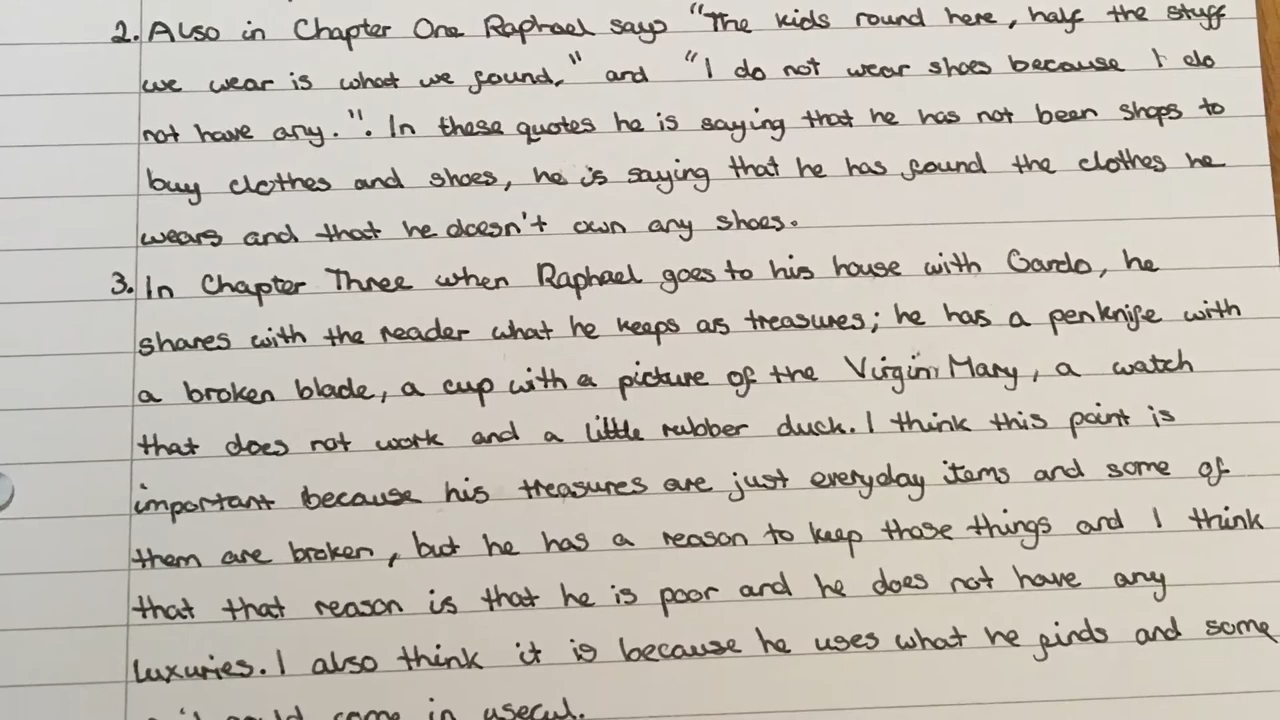 2. Also in Chapter One Raphael says "The kids round here, half the stuff
we wear is what we found," and "I do not wear shoes because I do
not have any.". In these quotes he is saying that he has not been shops to
buy clothes and shoes, he is saying that he has found the clothes he
wears and that he doesn't own any shoes.
3. In Chapter Three when Raphael goes to his house with Gardo, he
shares with the reader what he keeps as treasures; he has a penknife with
a broken blade, a cup with a picture of the Virgin Mary, a watch
that does not work and a little rubber duck. I think this point is
important because his treasures are just everyday items and some of
them are broken, but he has a reason to keep those things and I think
that that reason is that he is poor and he does not have any
luxuries. I also think it is because he uses what he finds and some
come in useful.